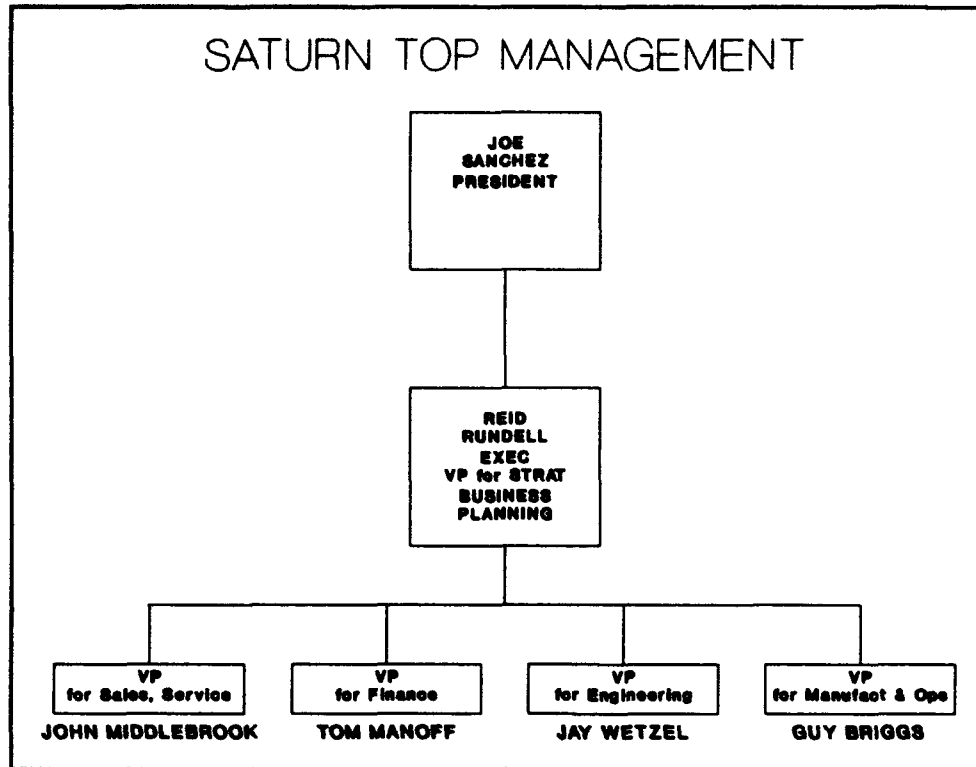 SATURN TOP MANAGEMENT
JOE
SANCHEZ
PRESIDENT
REID
RUNDELL
EXEC
VP for STRAT
BUSINESS
PLANNING
VP
for Sales, Service
JOHN MIDDLEBROOK
VP
for Finance
TOM MANOFF
VP
for Engineering
JAY WETZEL
VP
for Manufact & Ops
GUY BRIGGS